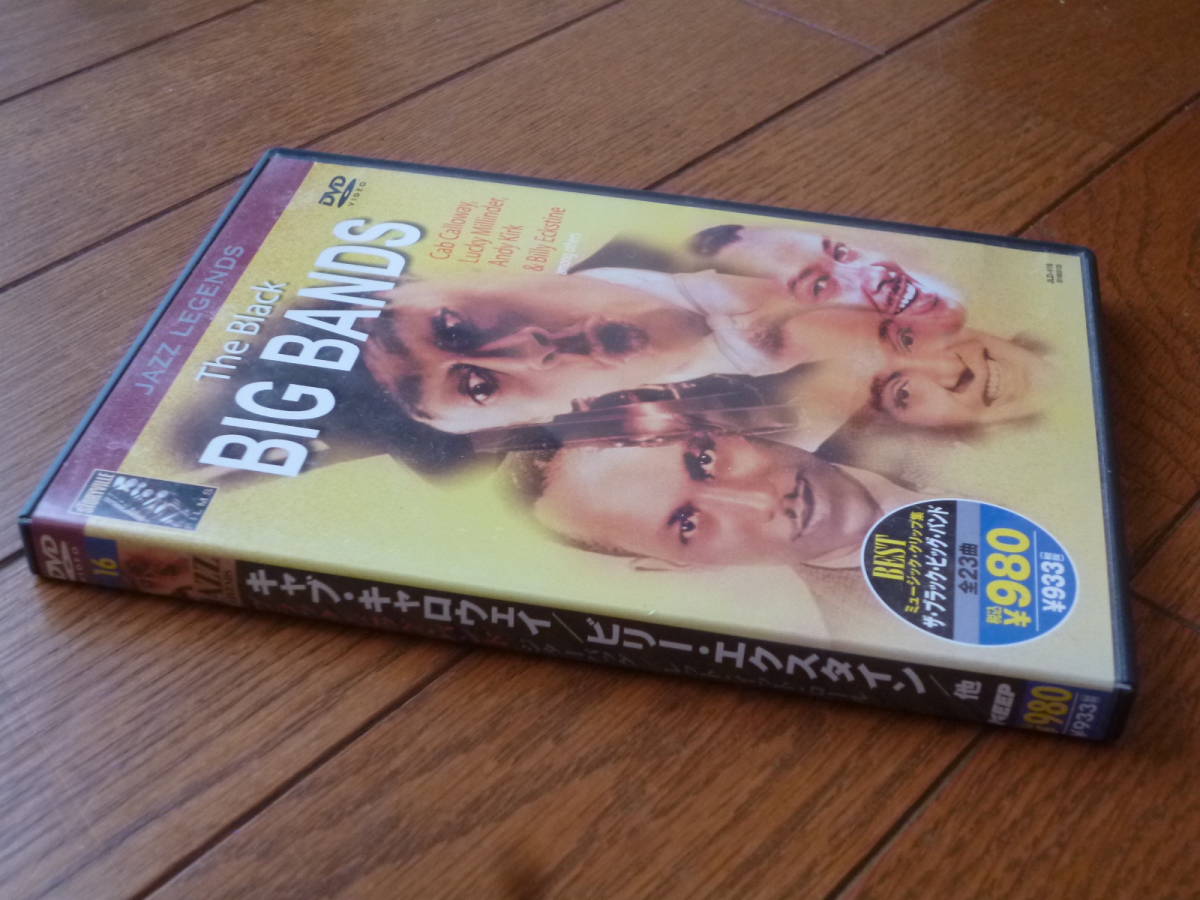 JAZZ LEGENDS
DVD
VIDEO
The Black
BIG BANDS
Cab Calloway,
Lucky Millinder,
Andy Kirk
& Billy Eckstine
STORYVILLE
BEST
ミュージック・クリップ集
ザ・ブラック・ビッグ・バンド
全23曲
税込
¥980
¥933
DVD
VIDEO
16
キャブ・キャロウェイ/ビリー・エクスタイン/他
980
¥933